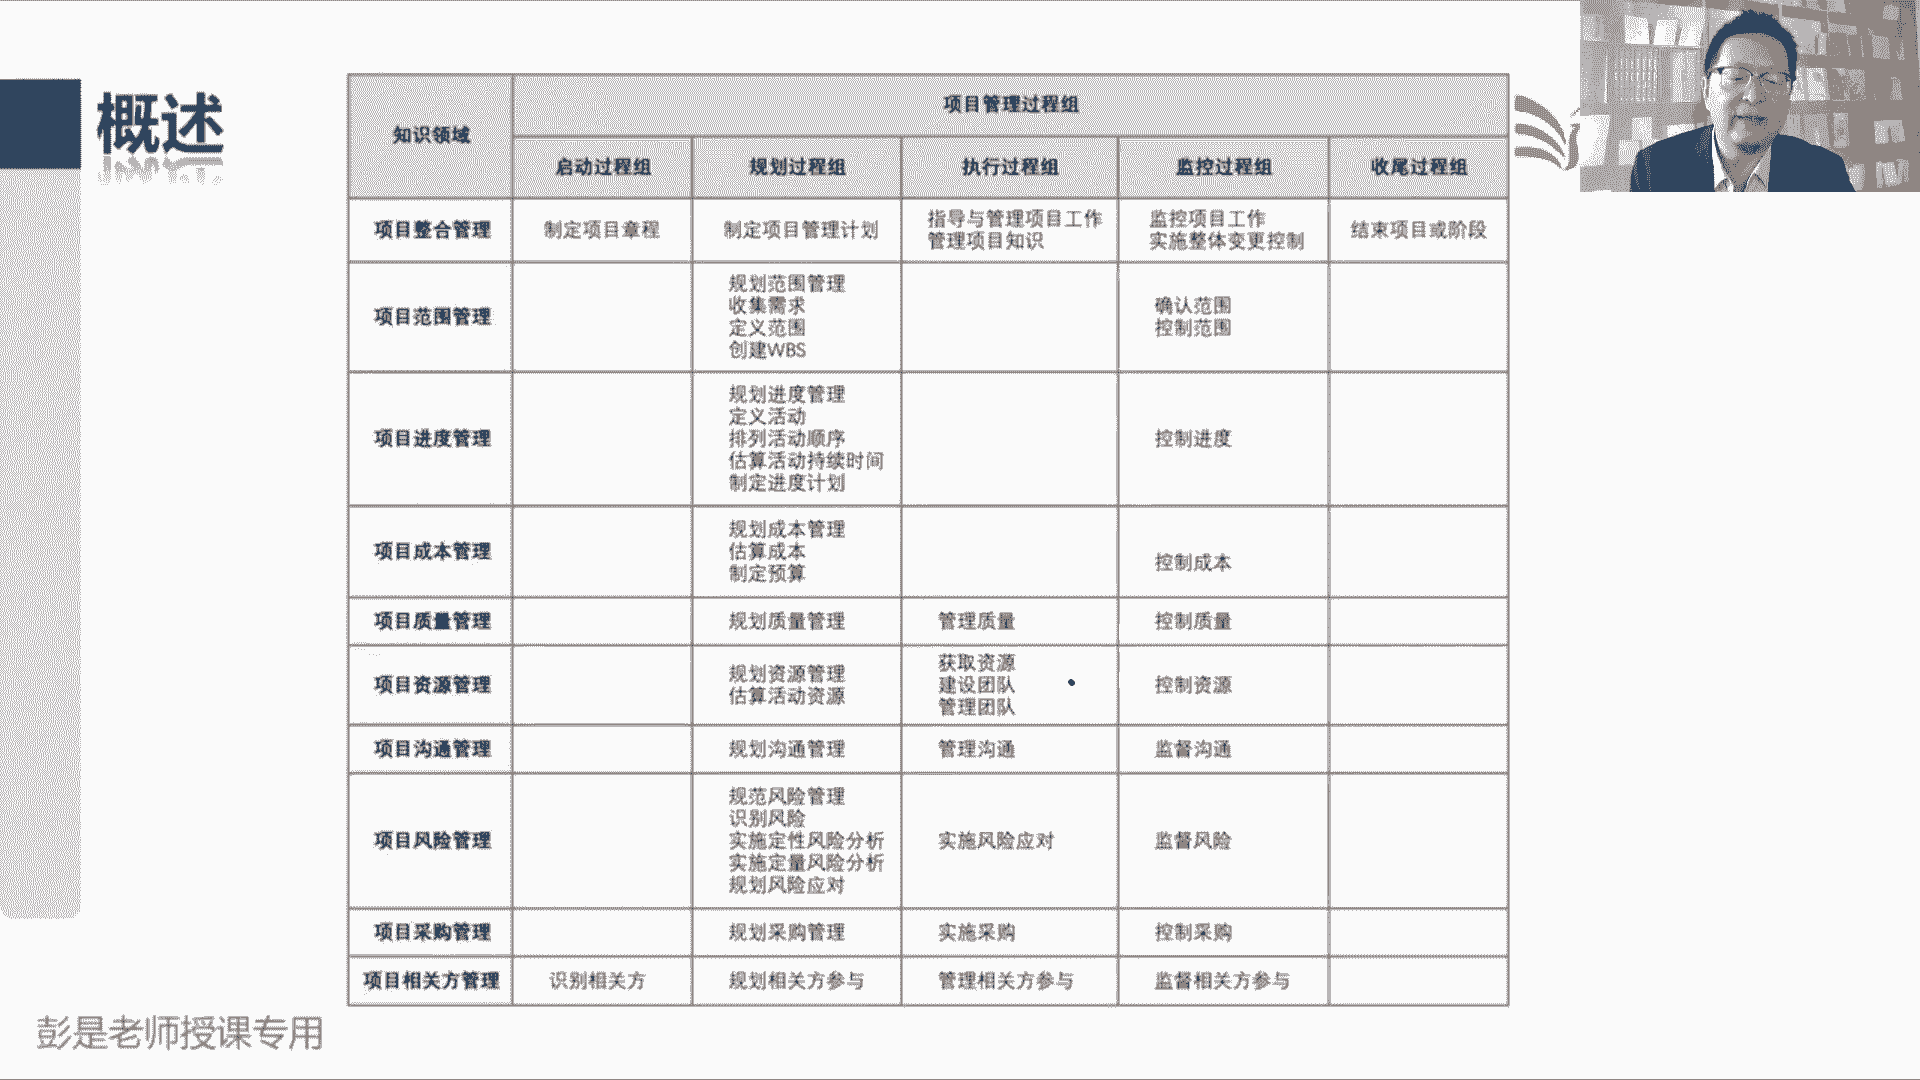 概述
知识领域
项目管理过程组
启动过程组
规划过程组
执行过程组
监控过程组
收尾过程组
项目整合管理
制定项目章程
制定项目管理计划
指导与管理项目工作
管理项目知识
监控项目工作
实施整体变更控制
结束项目或阶段
项目范围管理
规划范围管理
收集需求
定义范围
创建WBS
确认范围
控制范围
项目进度管理
规划进度管理
定义活动
排列活动顺序
估算活动持续时间
制定进度计划
控制进度
项目成本管理
规划成本管理
估算成本
制定预算
控制成本
项目质量管理
规划质量管理
管理质量
控制质量
项目资源管理
规划资源管理
估算活动资源
获取资源
建设团队
管理团队
控制资源
项目沟通管理
规划沟通管理
管理沟通
监督沟通
项目风险管理
规范风险管理
识别风险
实施定性风险分析
实施定量风险分析
规划风险应对
实施风险应对
监督风险
项目采购管理
规划采购管理
实施采购
控制采购
项目相关方管理
识别相关方
规划相关方参与
管理相关方参与
监督相关方参与
彭是老师授课专用